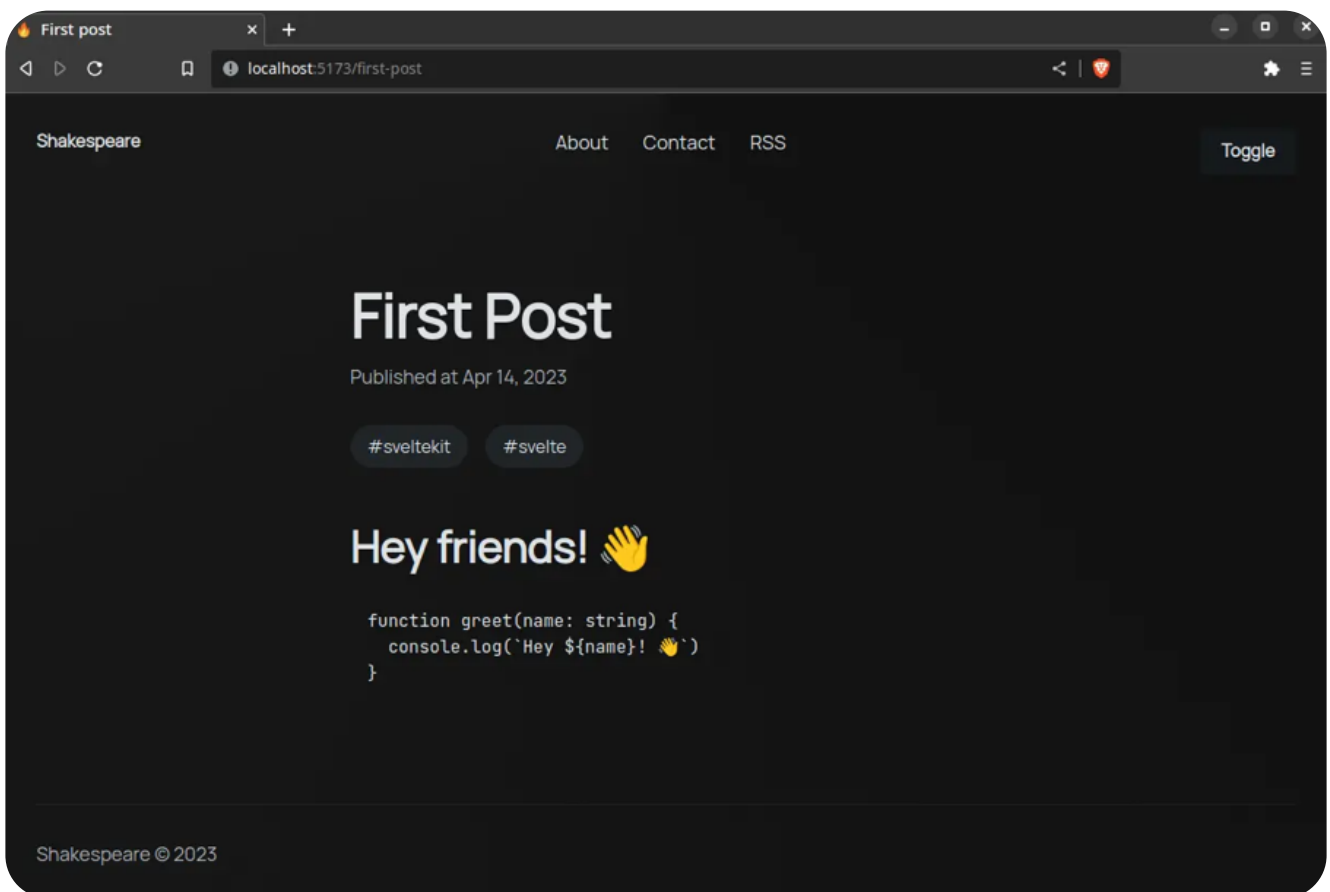 First post
localhost:5173/first-post
Shakespeare
About Contact RSS
Toggle
First Post
Published at Apr 14, 2023
#sveltekit #svelte
Hey friends! 👋
function greet(name: string) {
  console.log(`Hey ${name}! 👋`)
}
Shakespeare © 2023